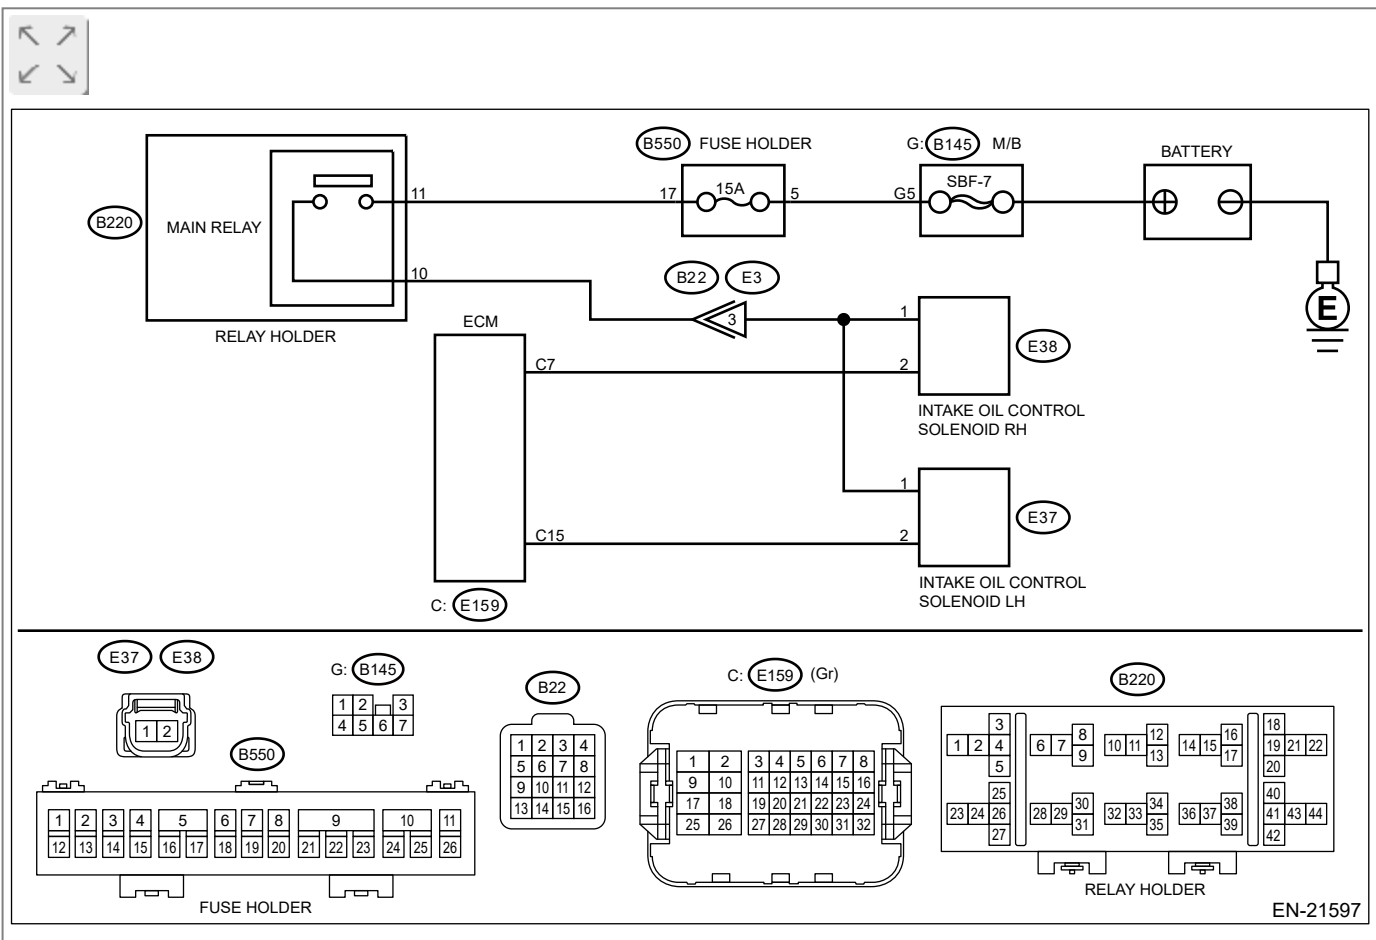 B550 FUSE HOLDER
G: B145 M/B
BATTERY
B220
MAIN RELAY
11
17
15A
5
G5
SBF-7
10
B22 E3
3
RELAY HOLDER
ECM
E
1
E38
C7
2
INTAKE OIL CONTROL
SOLENOID RH
1
E37
C15
2
INTAKE OIL CONTROL
SOLENOID LH
C: E159
E37 E38
1 2
G: B145
1 2 3
4 5 6 7
B550
1 2 3 4 5 6 7 8 9 10 11
12 13 14 15 16 17 18 19 20 21 22 23 24 25 26
FUSE HOLDER
B22
1 2 3 4
5 6 7 8
9 10 11 12
13 14 15 16
C: E159 (Gr)
1 2 3 4 5 6 7 8
9 10 11 12 13 14 15 16
17 18 19 20 21 22 23 24
25 26 27 28 29 30 31 32
B220
3 18
8 12 16
1 2 4 6 7 10 11 14 15 19 21 22
9 13 17
5 20
25 40
30 34 38
23 24 26 28 29 32 33 36 37 41 43 44
31 35 39
27 42
RELAY HOLDER
EN-21597